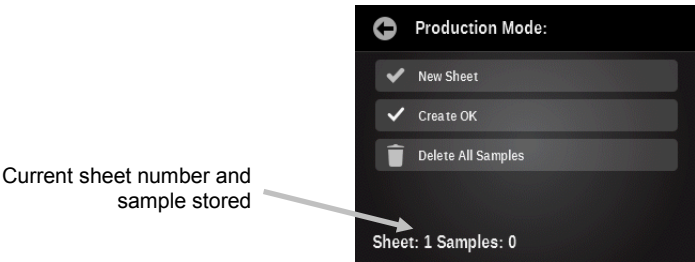 Production Mode:
New Sheet
Create OK
Delete All Samples
Current sheet number and
sample stored
Sheet: 1 Samples: 0